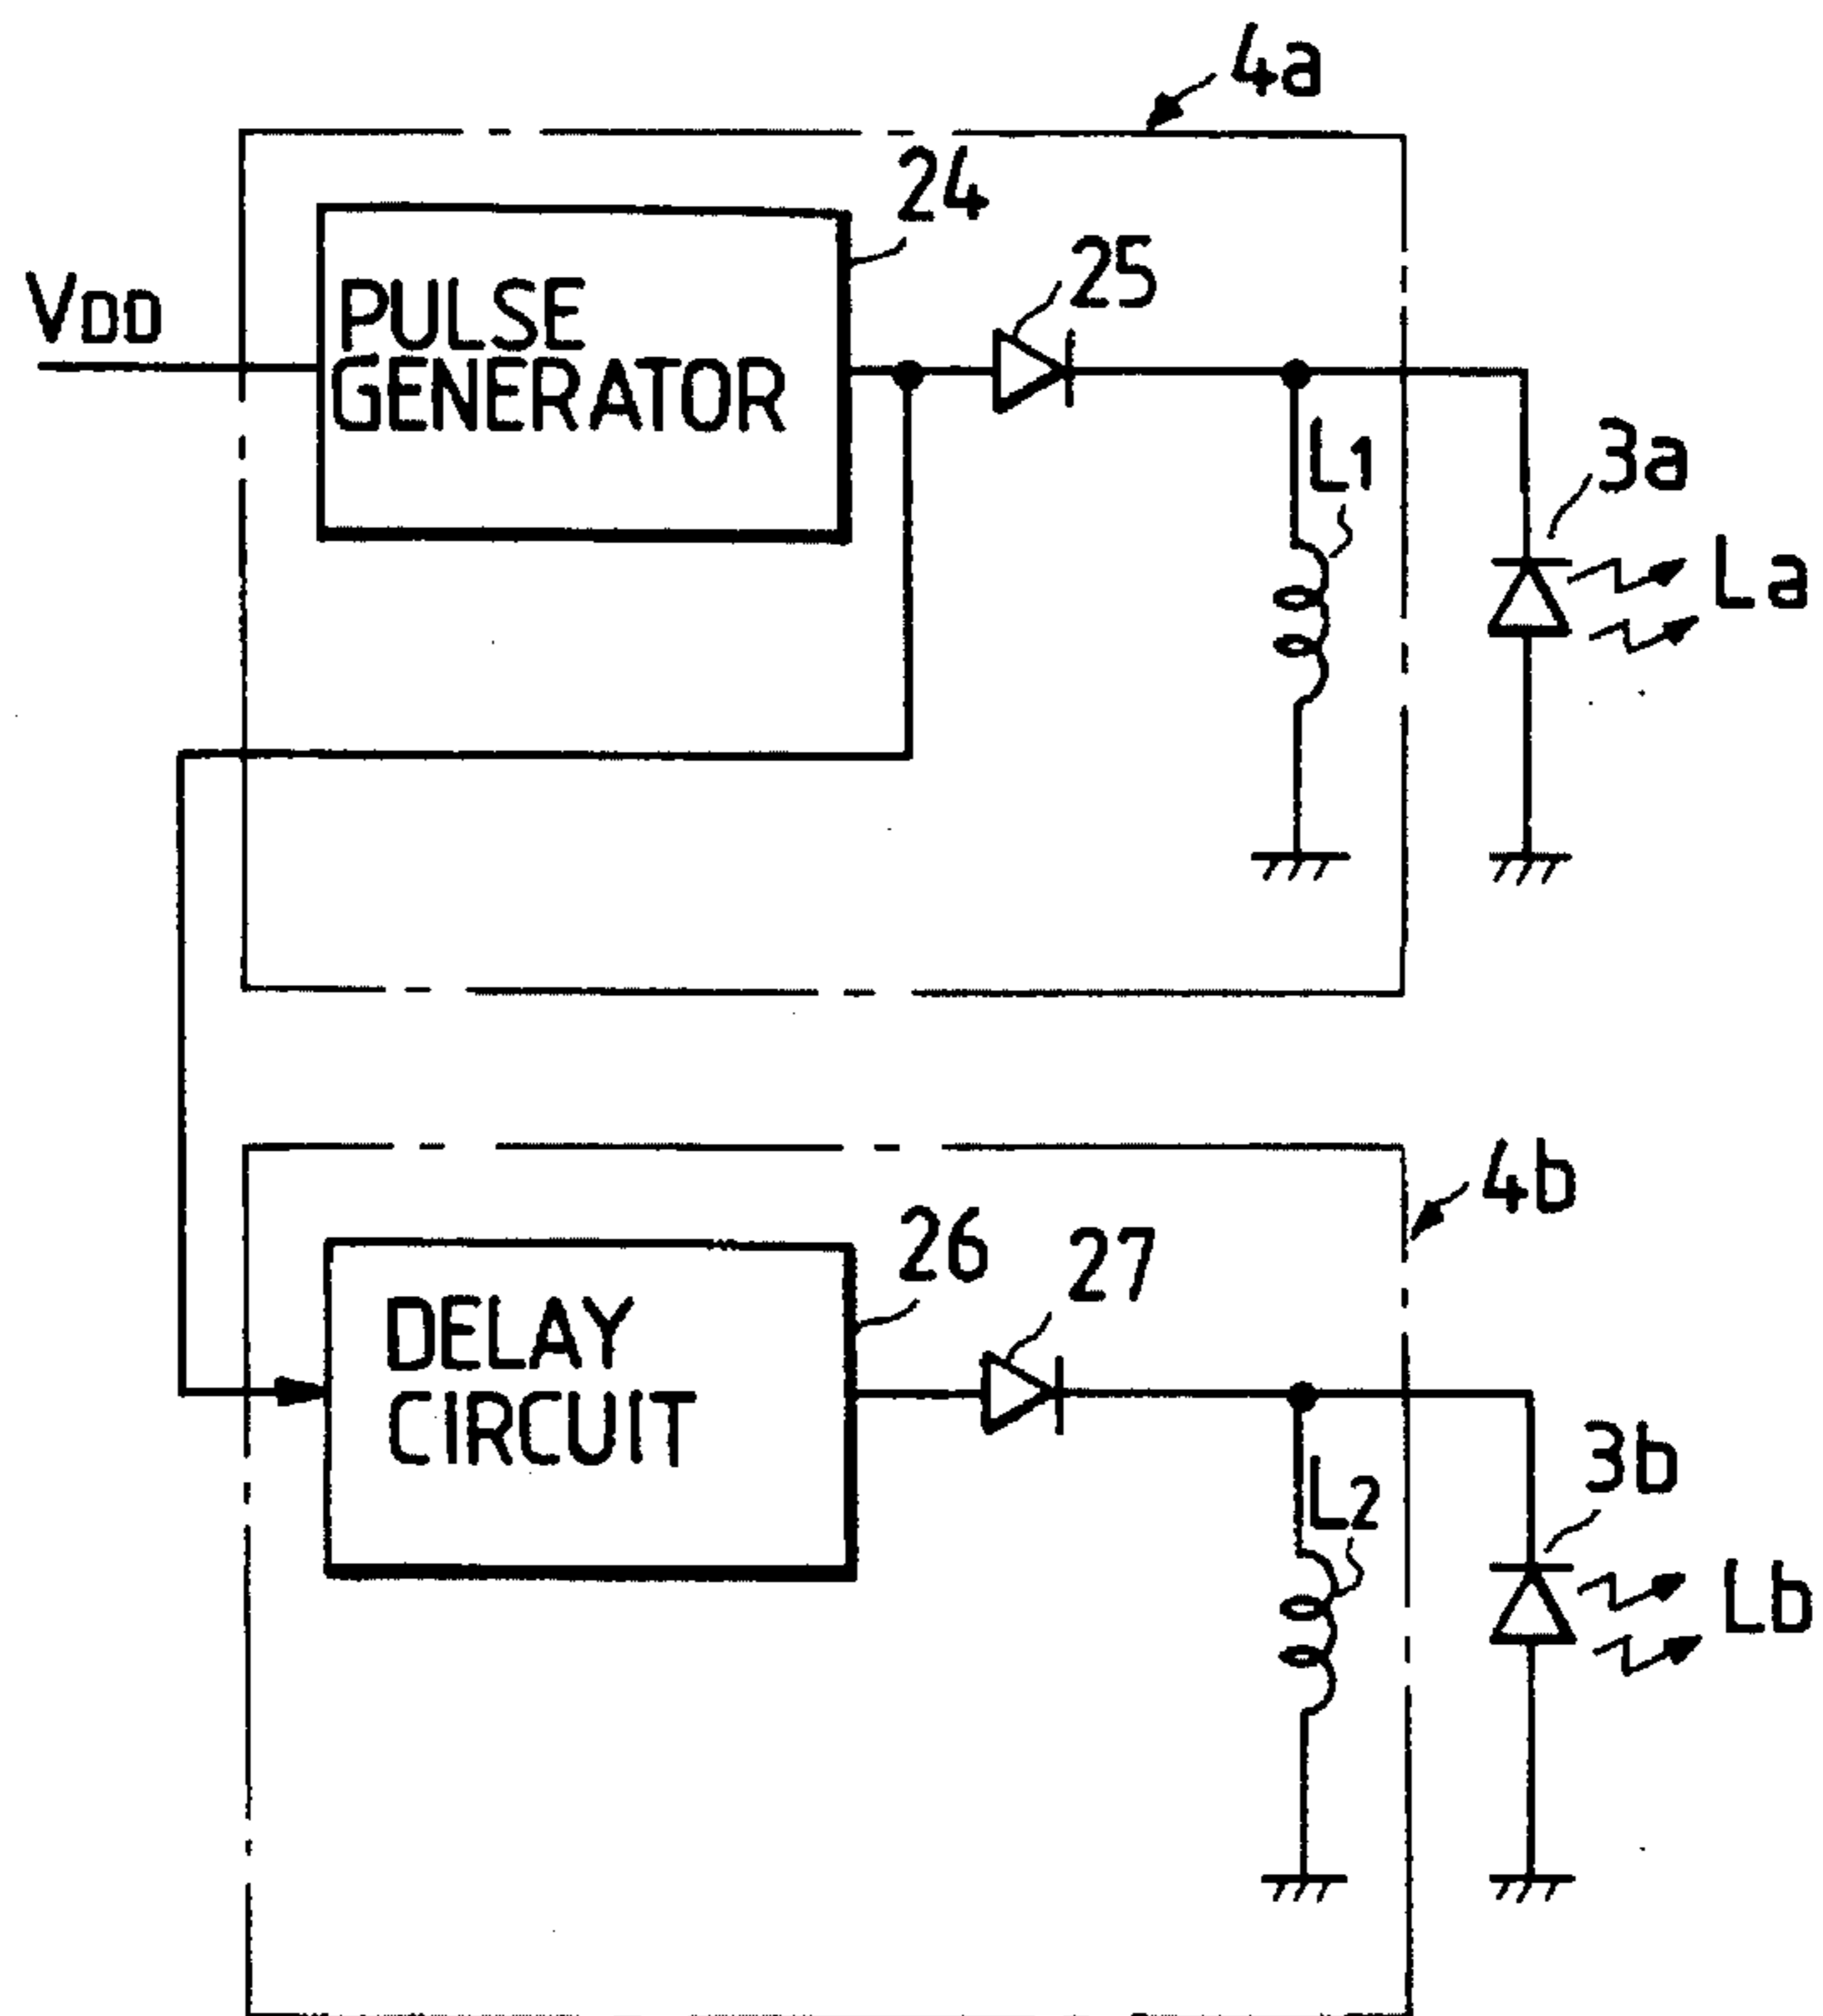 4a
24
25
VDD
PULSE
GENERATOR
L1
3a
La
4b
26
27
DELAY
CIRCUIT
L2
3b
Lb